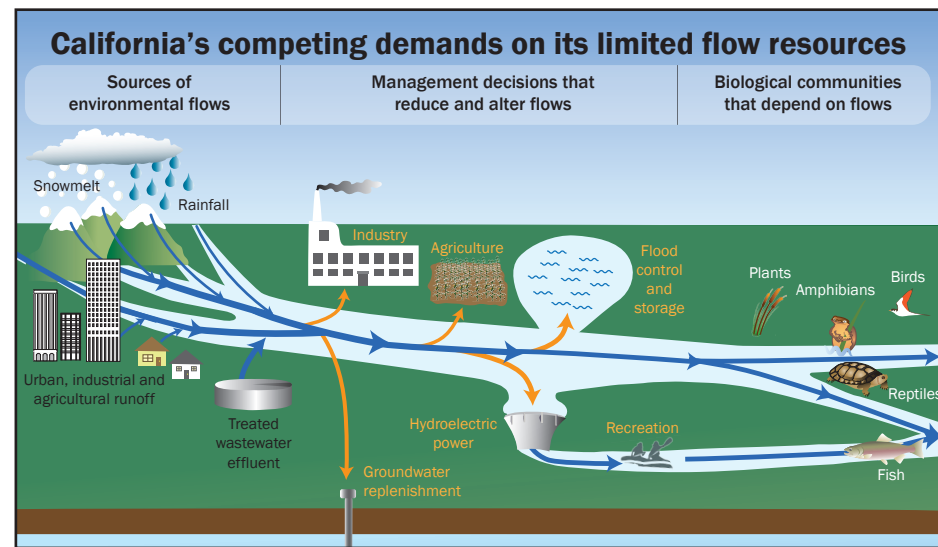 California's competing demands on its limited flow resources
Sources of
environmental flows
Management decisions that
reduce and alter flows
Biological communities
that depend on flows
Snowmelt
Rainfall
Industry
Agriculture
Flood
control
and
storage
Plants
Amphibians
Birds
Reptiles
Urban, industrial and
agricultural runoff
Treated
wastewater
effluent
Hydroelectric
power
Recreation
Groundwater
replenishment
Fish